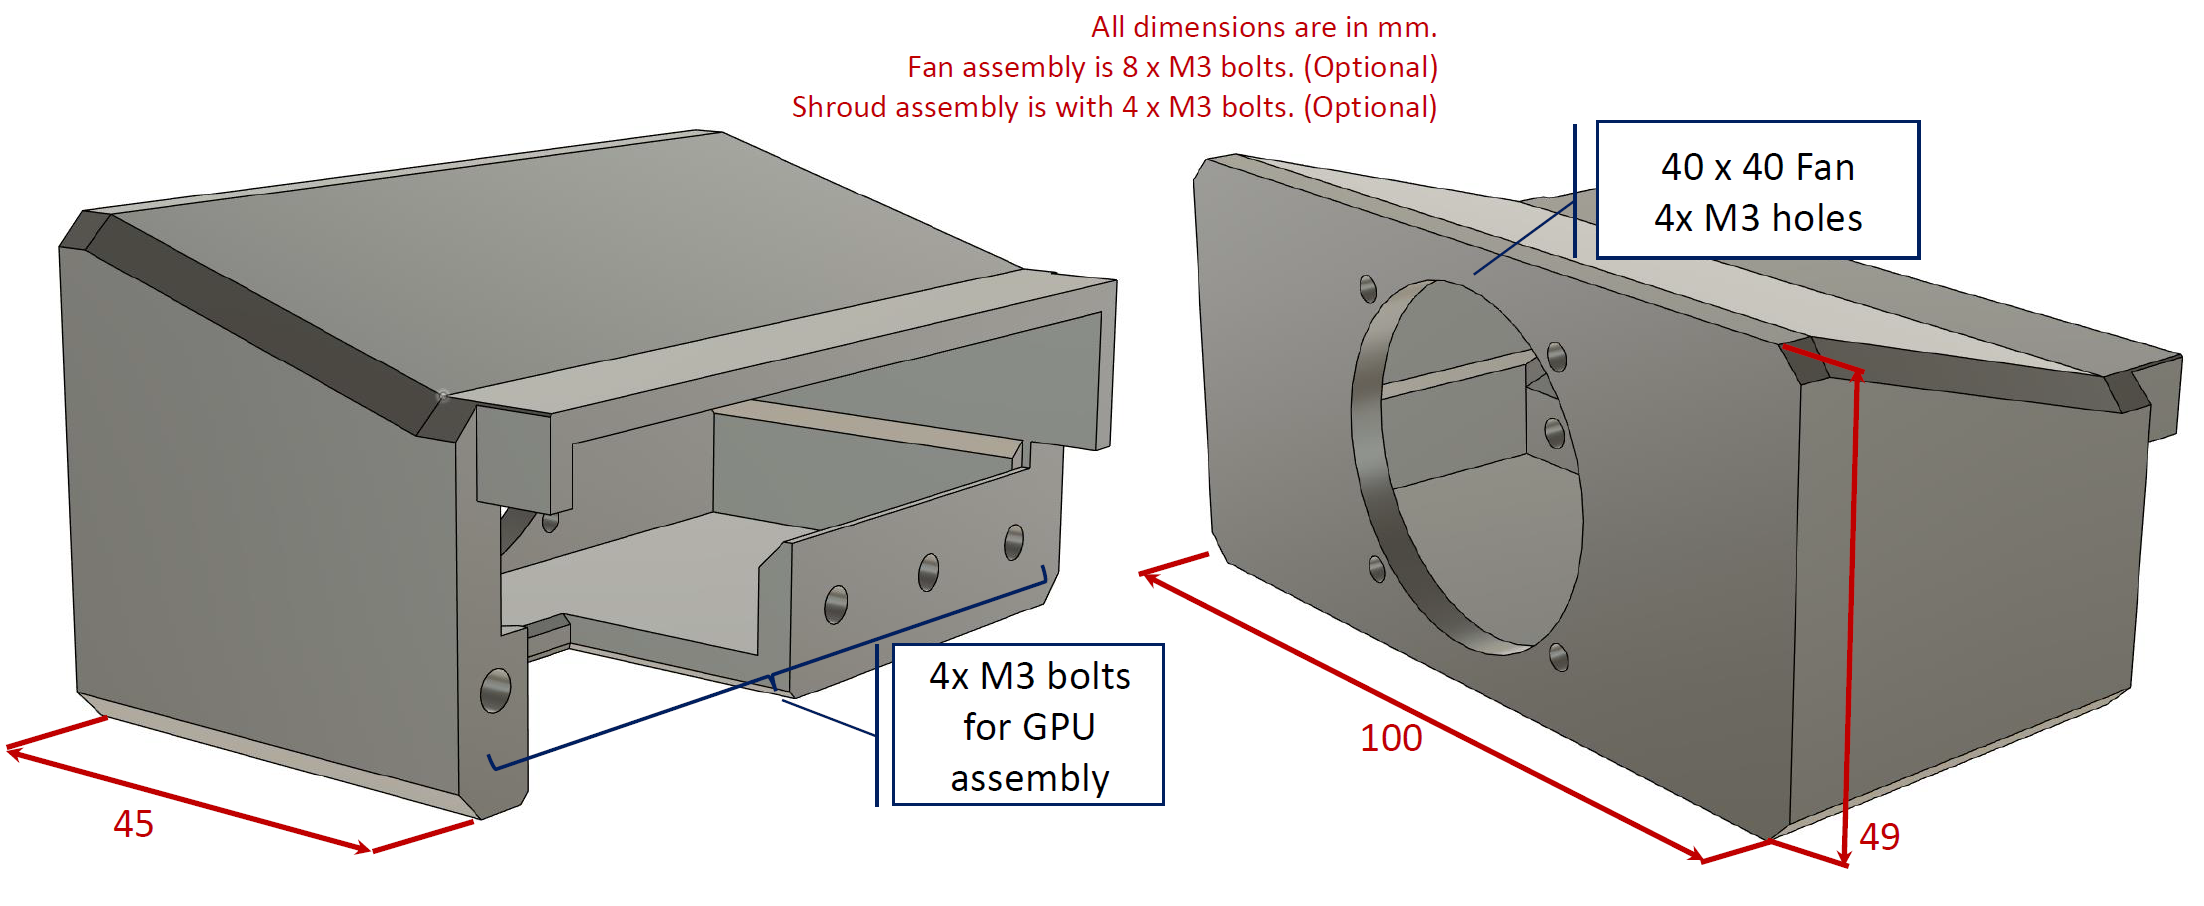 All dimensions are in mm.
Fan assembly is 8 x M3 bolts. (Optional)
Shroud assembly is with 4 x M3 bolts. (Optional)
40 x 40 Fan
4x M3 holes
4x M3 bolts
for GPU
assembly
45
100
49